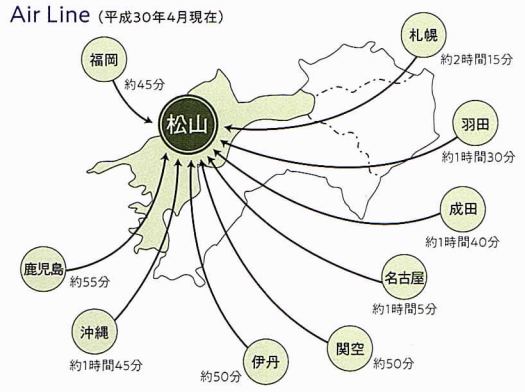 Air Line（平成30年4月現在）
札幌
約2時間15分
福岡
約45分
松山
羽田
約1時間30分
成田
約1時間40分
鹿児島
約55分
名古屋
約1時間5分
沖縄
約1時間45分
伊丹
約50分
関空
約50分